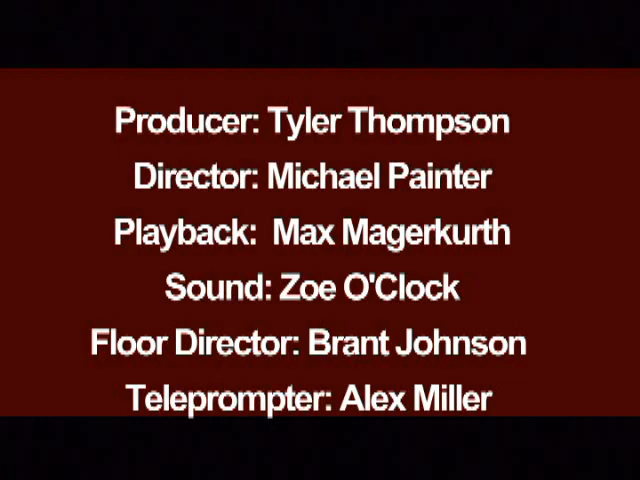 Producer: Tyler Thompson
Director: Michael Painter
Playback:  Max Magerkurth
Sound: Zoe O'Clock
Floor Director: Brant Johnson
Teleprompter: Alex Miller